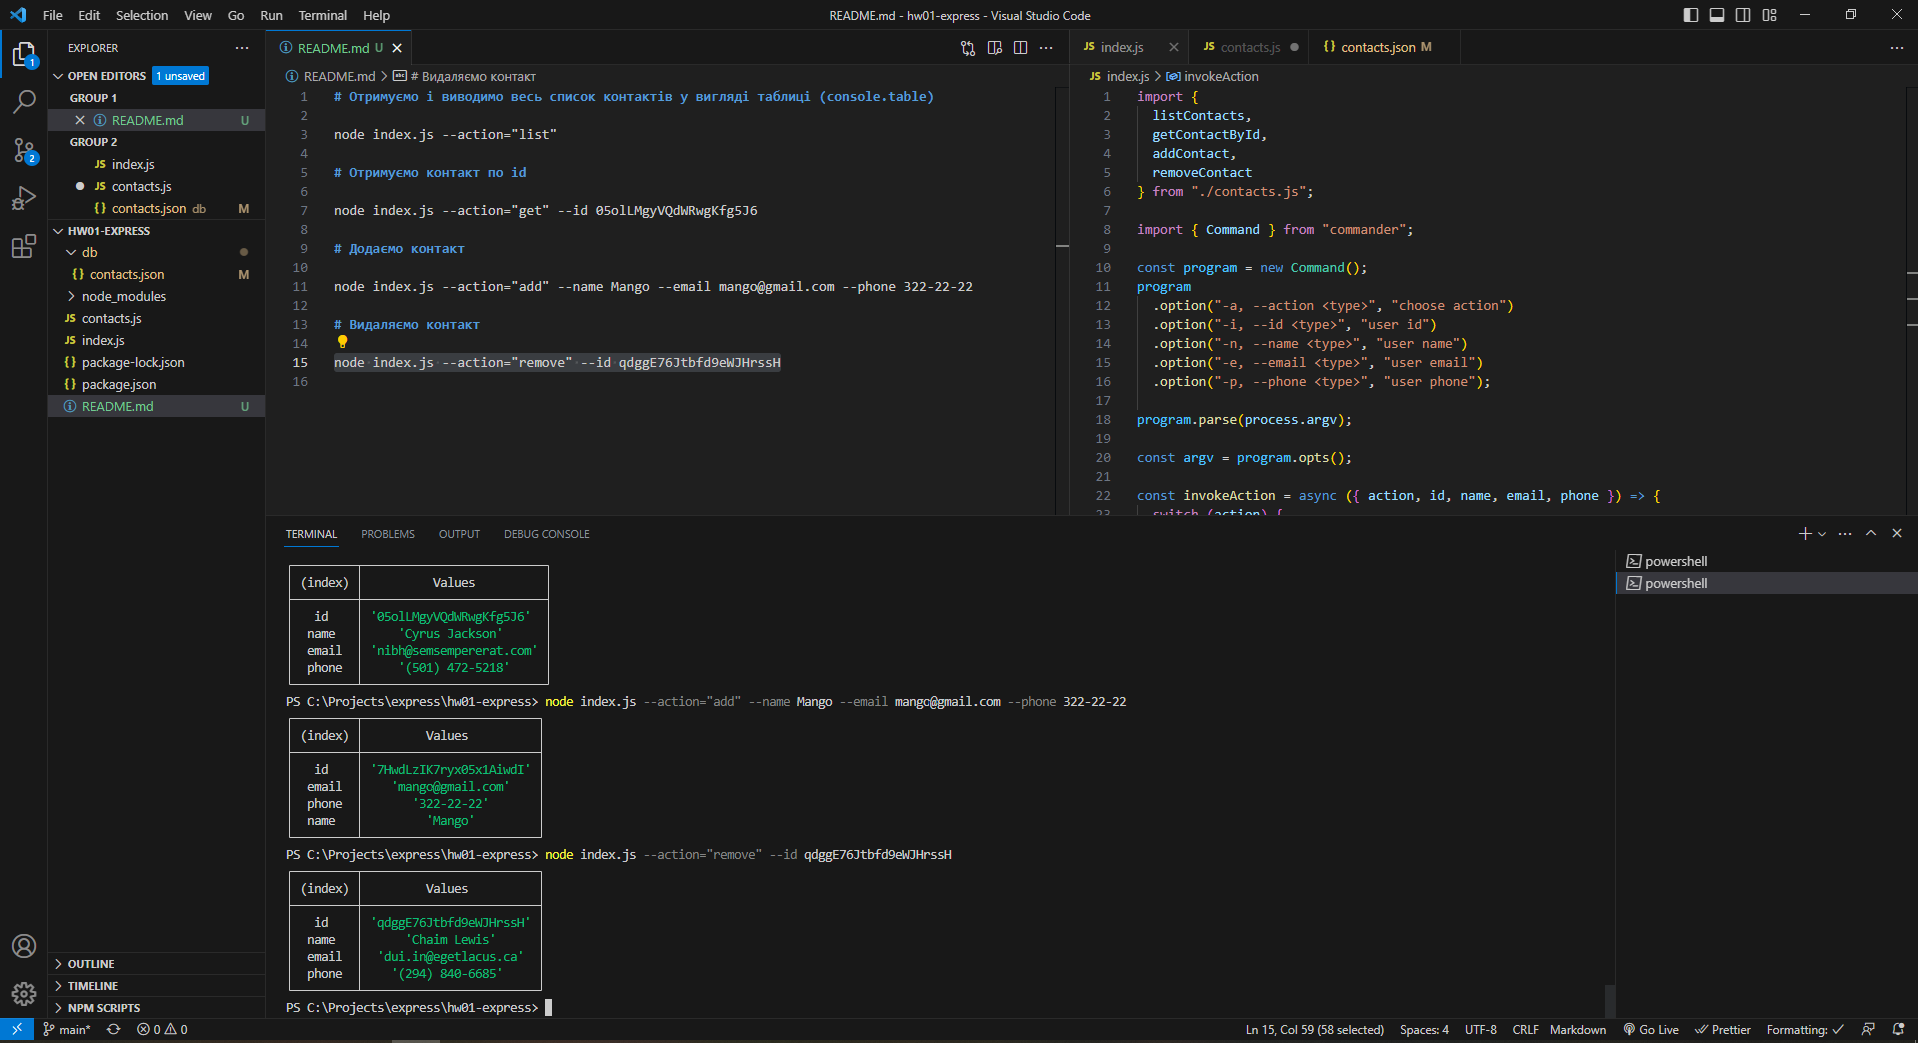 File Edit Selection View Go Run Terminal Help
README.md - hw01-express - Visual Studio Code
EXPLORER
OPEN EDITORS 1 unsaved
GROUP 1
README.md U
GROUP 2
JS index.js
JS contacts.js
{} contacts.json db M
HW01-EXPRESS
db
{} contacts.json M
node_modules
JS contacts.js
JS index.js
{} package-lock.json
{} package.json
README.md U
OUTLINE
TIMELINE
NPM SCRIPTS
1
2
README.md U
README.md > # Видаляємо контакт
1 # Отримуємо і виводимо весь список контактів у вигляді таблиці (console.table)
2
3 node index.js --action="list"
4
5 # Отримуємо контакт по id
6
7 node index.js --action="get" --id 05olLMgyVQdWRwgKfg5J6
8
9 # Додаємо контакт
10
11 node index.js --action="add" --name Mango --email mango@gmail.com --phone 322-22-22
12
13 # Видаляємо контакт
14
15 node index.js --action="remove" --id qdggE76Jtbfd9eWJHrssH
16
JS index.js
JS contacts.js
{} contacts.json M
JS index.js > invokeAction
1 import {
2 listContacts,
3 getContactById,
4 addContact,
5 removeContact
6 } from "./contacts.js";
7
8 import { Command } from "commander";
9
10 const program = new Command();
11 program
12 .option("-a, --action <type>", "choose action")
13 .option("-i, --id <type>", "user id")
14 .option("-n, --name <type>", "user name")
15 .option("-e, --email <type>", "user email")
16 .option("-p, --phone <type>", "user phone");
17
18 program.parse(process.argv);
19
20 const argv = program.opts();
21
22 const invokeAction = async ({ action, id, name, email, phone }) => {
23 switch (action) {
TERMINAL PROBLEMS OUTPUT DEBUG CONSOLE
powershell
powershell
(index) Values
id '05olLMgyVQdWRwgKfg5J6'
name 'Cyrus Jackson'
email 'nibh@semsempererat.com'
phone '(501) 472-5218'
PS C:\Projects\express\hw01-express> node index.js --action="add" --name Mango --email mango@gmail.com --phone 322-22-22
(index) Values
id '7HwdLzIK7ryx05x1AiwdI'
email 'mango@gmail.com'
phone '322-22-22'
name 'Mango'
PS C:\Projects\express\hw01-express> node index.js --action="remove" --id qdggE76Jtbfd9eWJHrssH
(index) Values
id 'qdggE76Jtbfd9eWJHrssH'
name 'Chaim Lewis'
email 'dui.in@egetlacus.ca'
phone '(294) 840-6685'
PS C:\Projects\express\hw01-express>
main* 0 0
Ln 15, Col 59 (58 selected) Spaces: 4 UTF-8 CRLF Markdown Go Live Prettier Formatting: